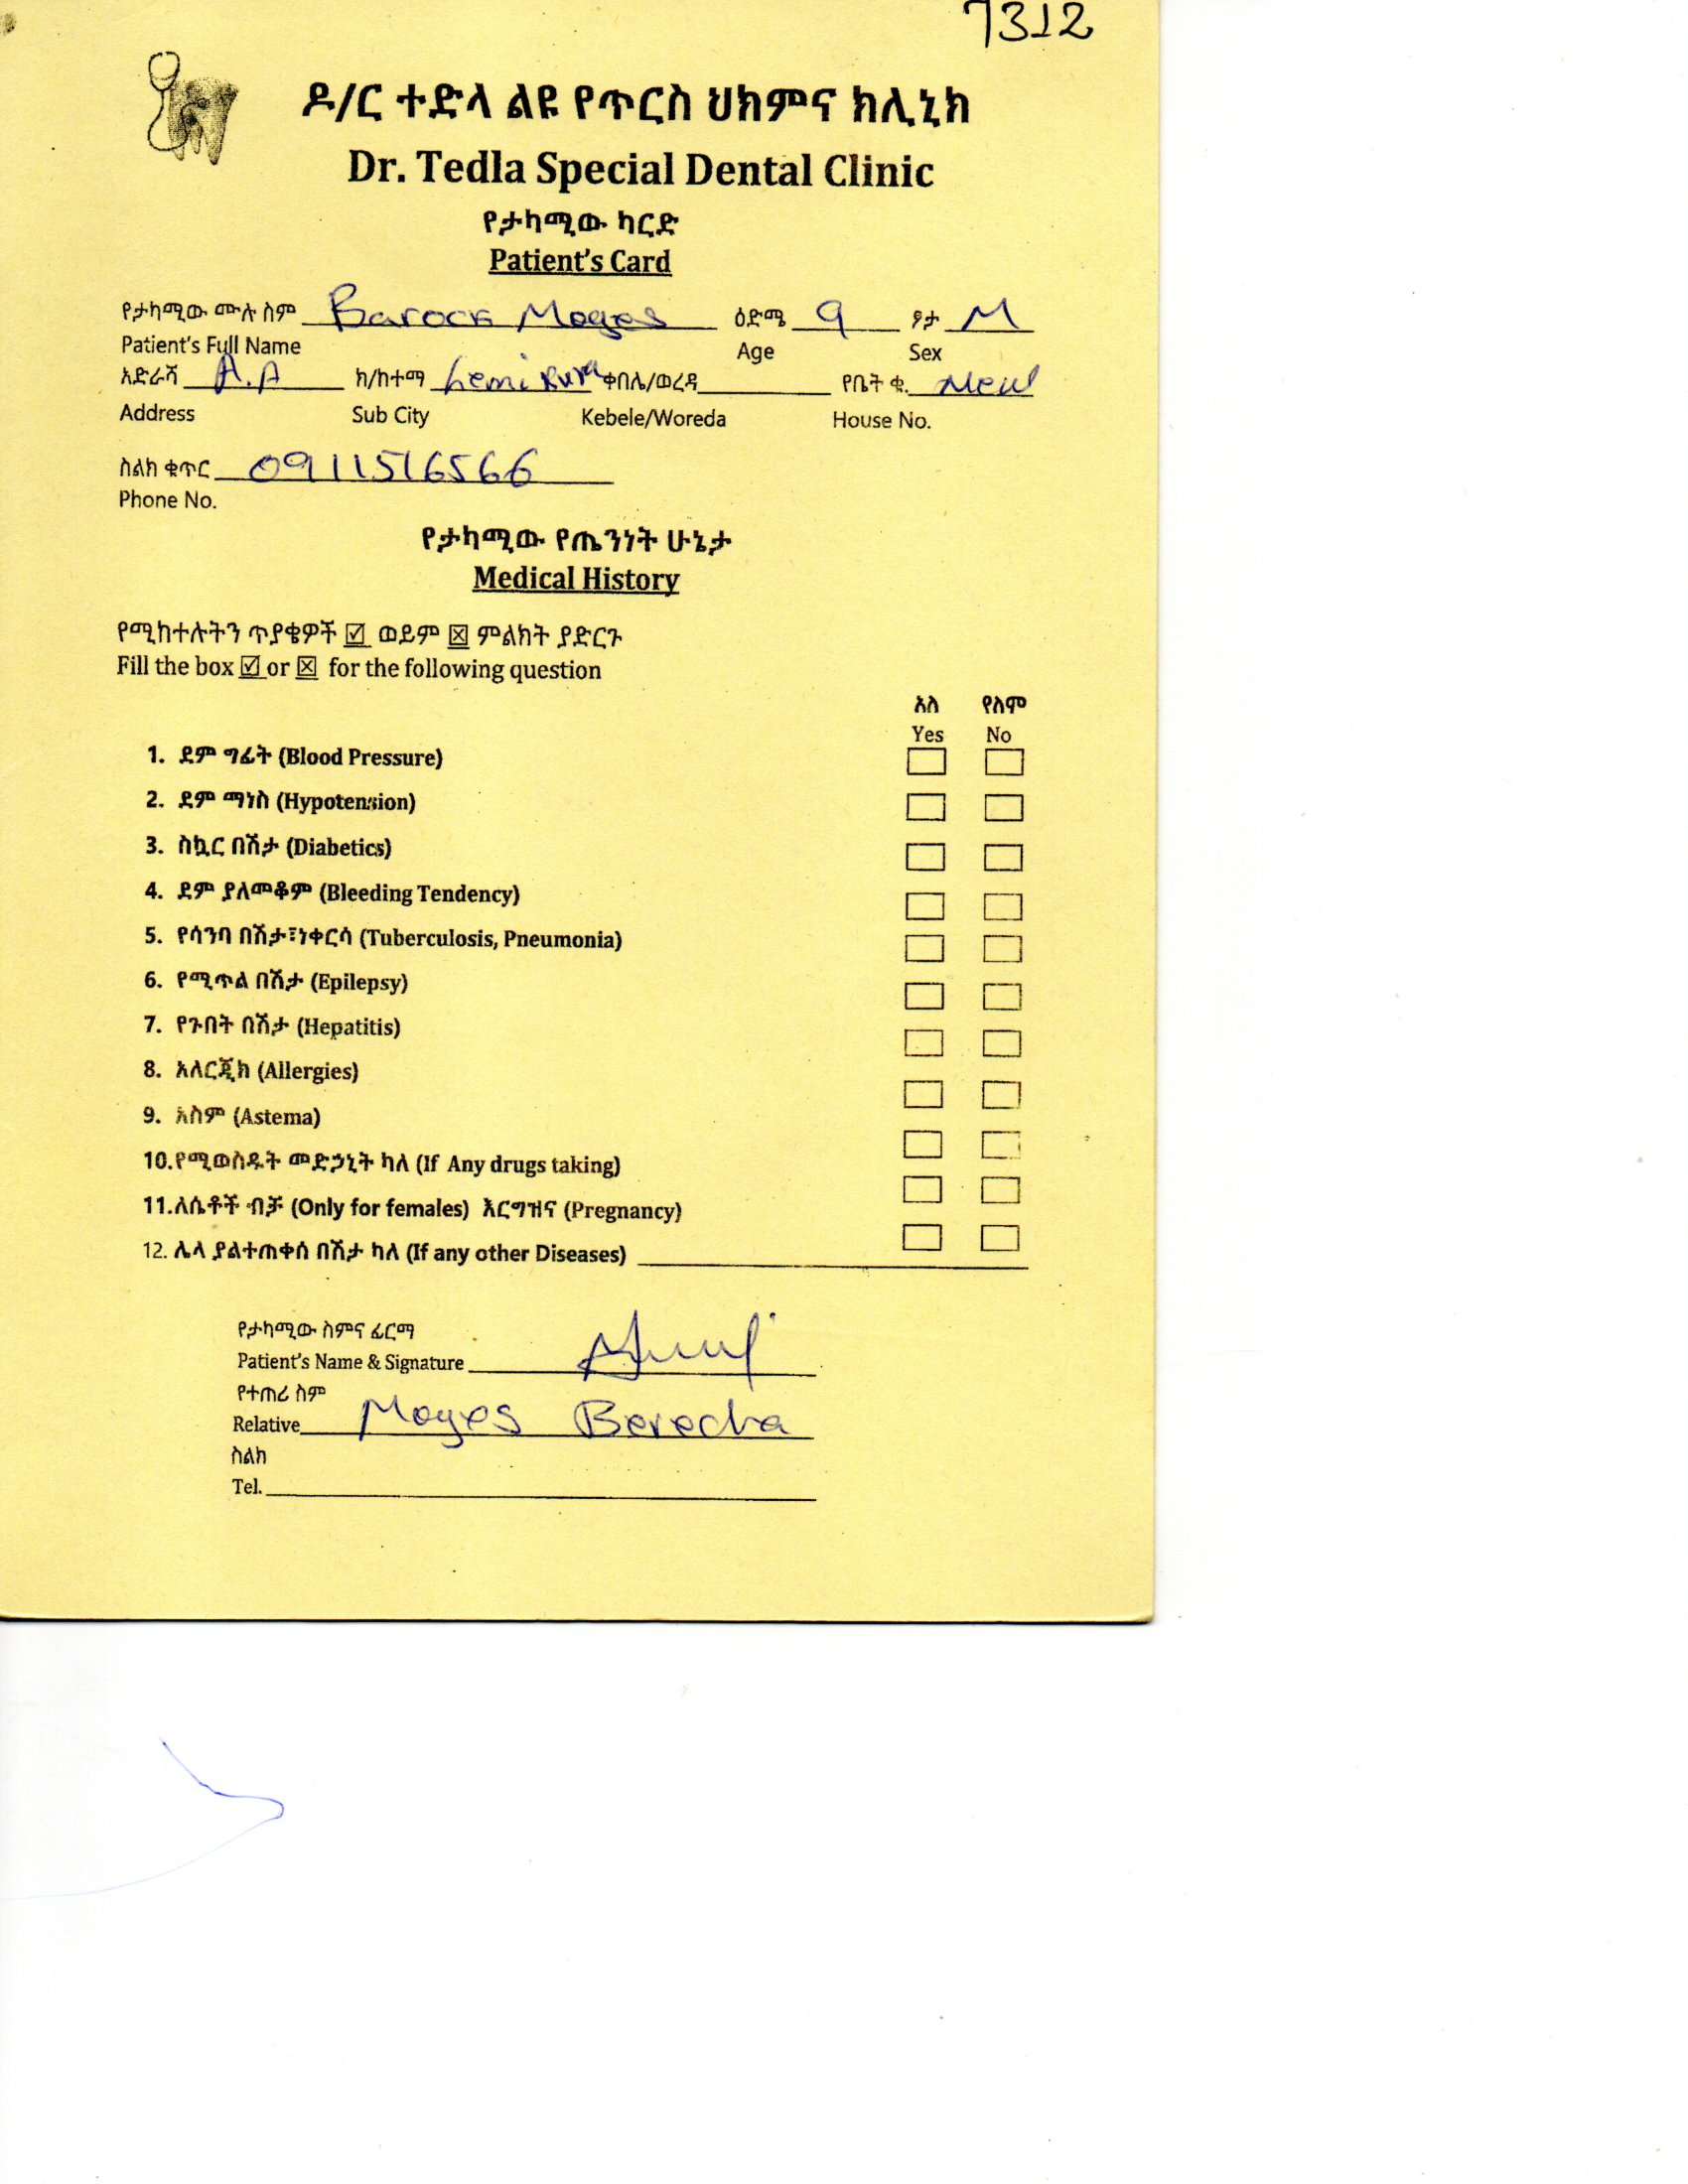 7312
ዶ/ር ተድላ ልዩ የጥርስ ህክምና ክሊኒክ
Dr. Tedla Special Dental Clinic
የታካሚው ካርድ
Patient's Card
የታካሚው ሙሉ ስም Barock Moges ዕድሜ 9 ፆታ M
Patient's Full Name Age Sex
አድራሻ A.A ክ/ከተማ Lemi Kura ቀበሌ/ወረዳ የቤት ቁ. New
Address Sub City Kebele/Woreda House No.
ስልክ ቁጥር 0911516566
Phone No.
የታካሚው የጤንነት ሁኔታ
Medical History
የሚከተሉትን ጥያቄዎች ☑ ወይም ☒ ምልክት ያድርጉ
Fill the box ☑ or ☒ for the following question
አለ የለም
Yes No
1. ደም ግፊት (Blood Pressure)
2. ደም ማነስ (Hypotension)
3. ስኳር በሽታ (Diabetics)
4. ደም ያለመቆም (Bleeding Tendency)
5. የሳንባ በሽታ፣ነቀርሳ (Tuberculosis, Pneumonia)
6. የሚጥል በሽታ (Epilepsy)
7. የጉበት በሽታ (Hepatitis)
8. አለርጂክ (Allergies)
9. አስም (Astema)
10.የሚወስዱት መድኃኒት ካለ (If Any drugs taking)
11.ለሴቶች ብቻ (Only for females) እርግዝና (Pregnancy)
12. ሌላ ያልተጠቀሰ በሽታ ካለ (If any other Diseases)
የታካሚው ስምና ፊርማ
Patient's Name & Signature
የተጠሪ ስም
Relative Moges Berecha
ስልክ
Tel.